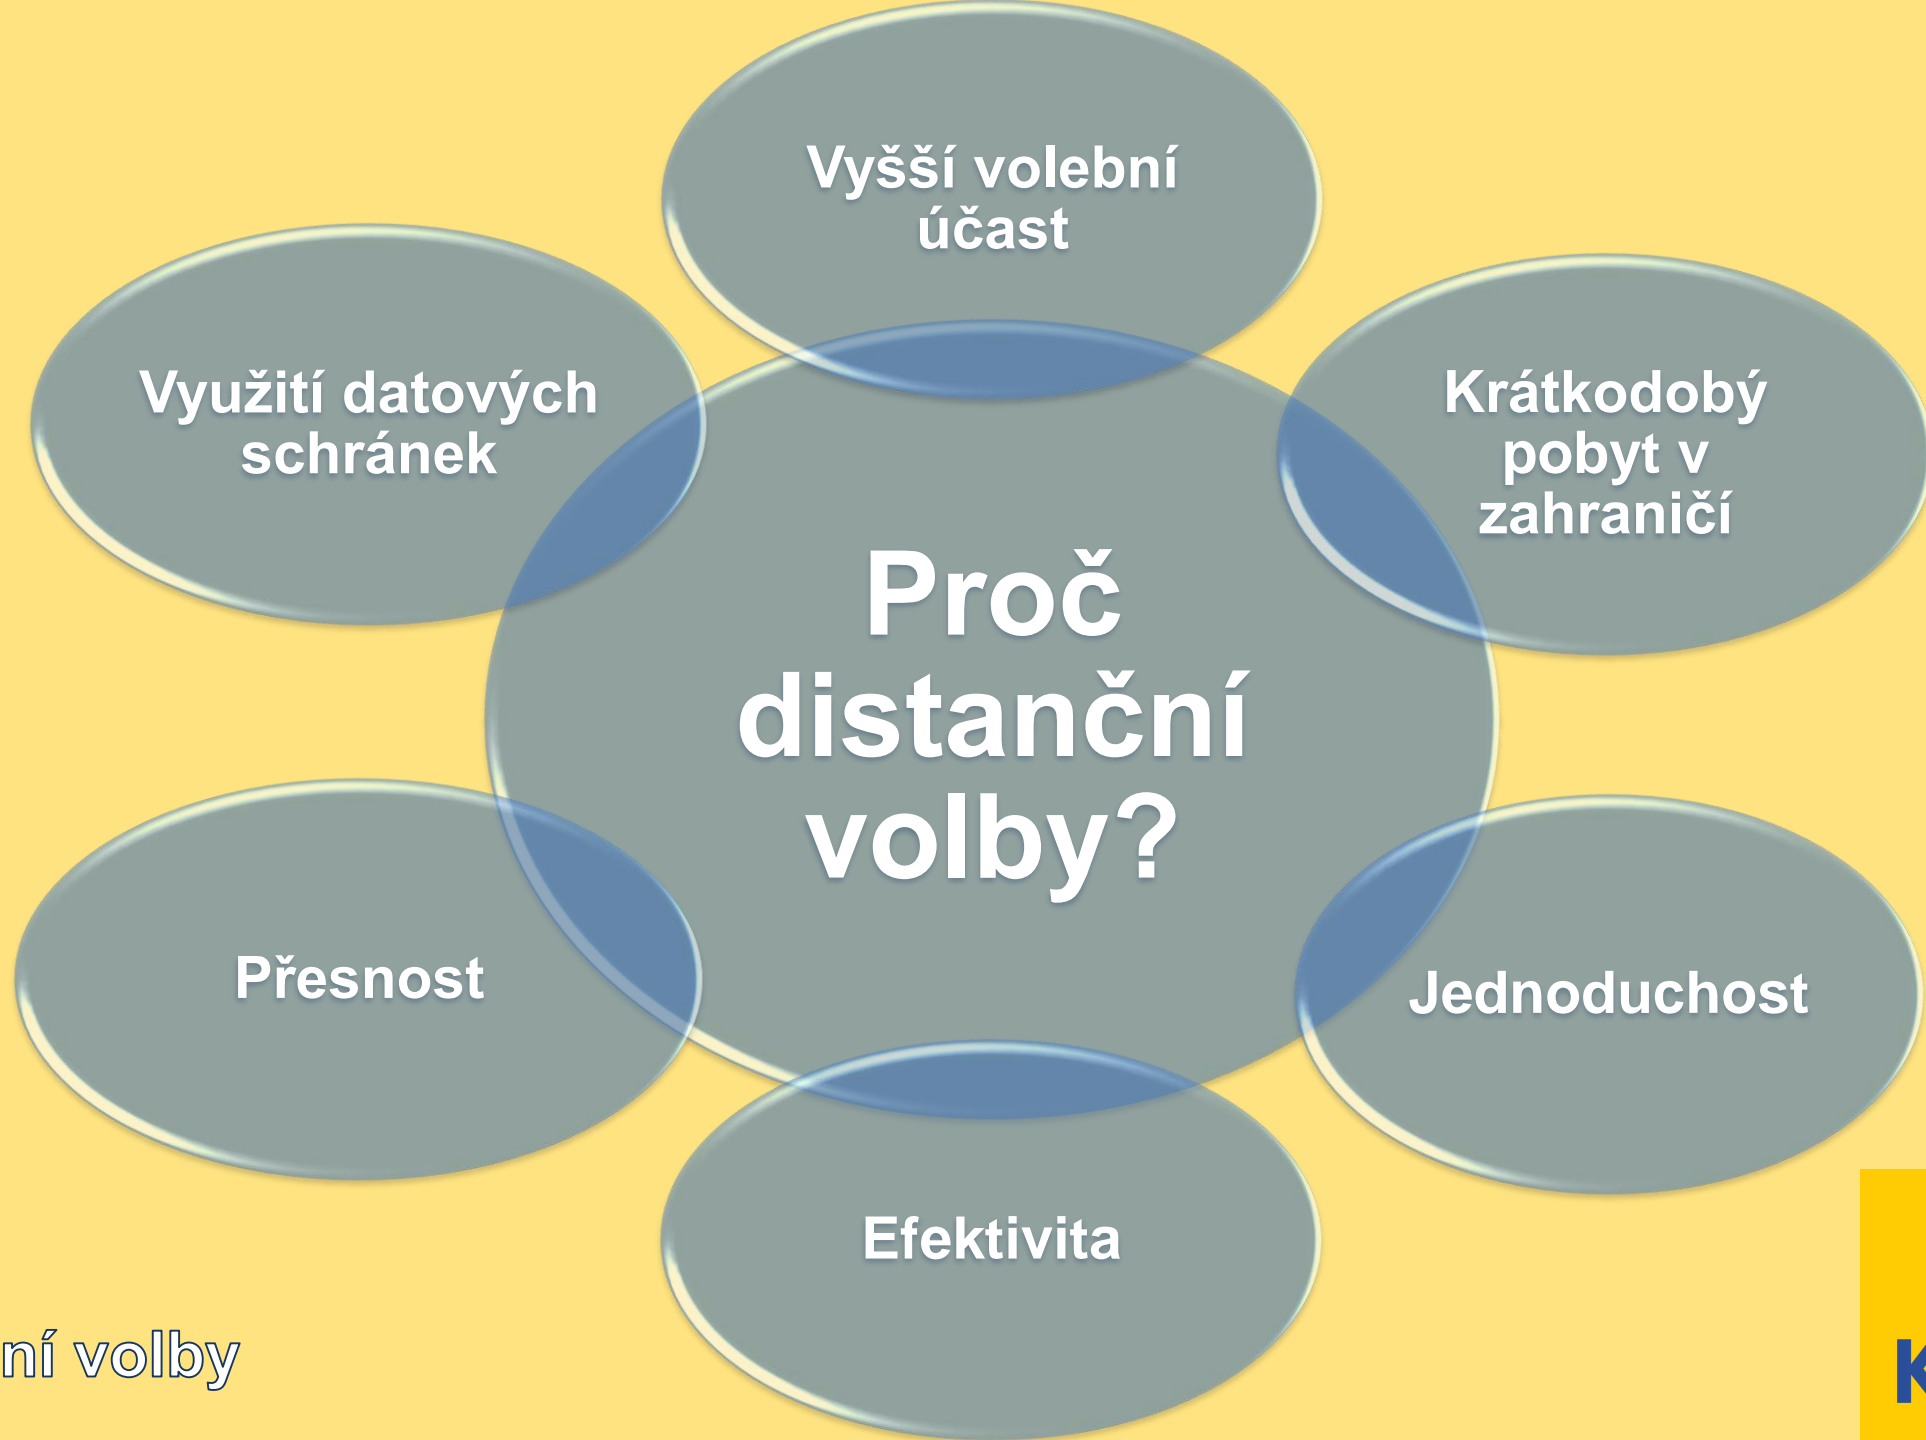 Vyšší volební
účast
Využití datových
schránek
Krátkodobý
pobyt v
zahraničí
Proč
distanční
volby?
Přesnost
Jednoduchost
Efektivita
ní volby
K